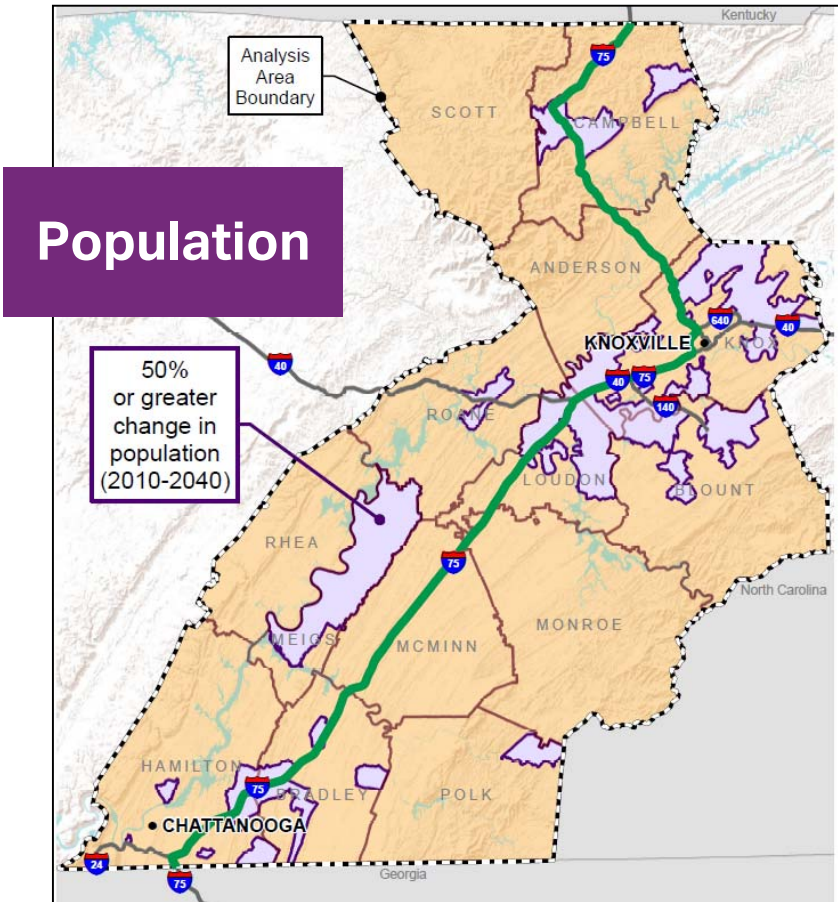 Kentucky
75
Analysis
Area
Boundary
SCOTT
CAMPBELL
Population
ANDERSON
640
40
KNOXVILLE
KNOX
40
50%
or greater
change in
population
(2010-2040)
40
75
140
ROANE
LOUDON
BLOUNT
RHEA
75
North Carolina
MONROE
MEIGS
MCMINN
HAMILTON
75
BRADLEY
POLK
CHATTANOOGA
24
Georgia
75